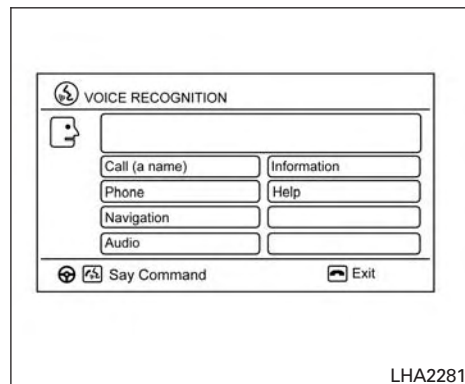 VOICE RECOGNITION
Call (a name) Information
Phone Help
Navigation
Audio
Say Command Exit
LHA2281